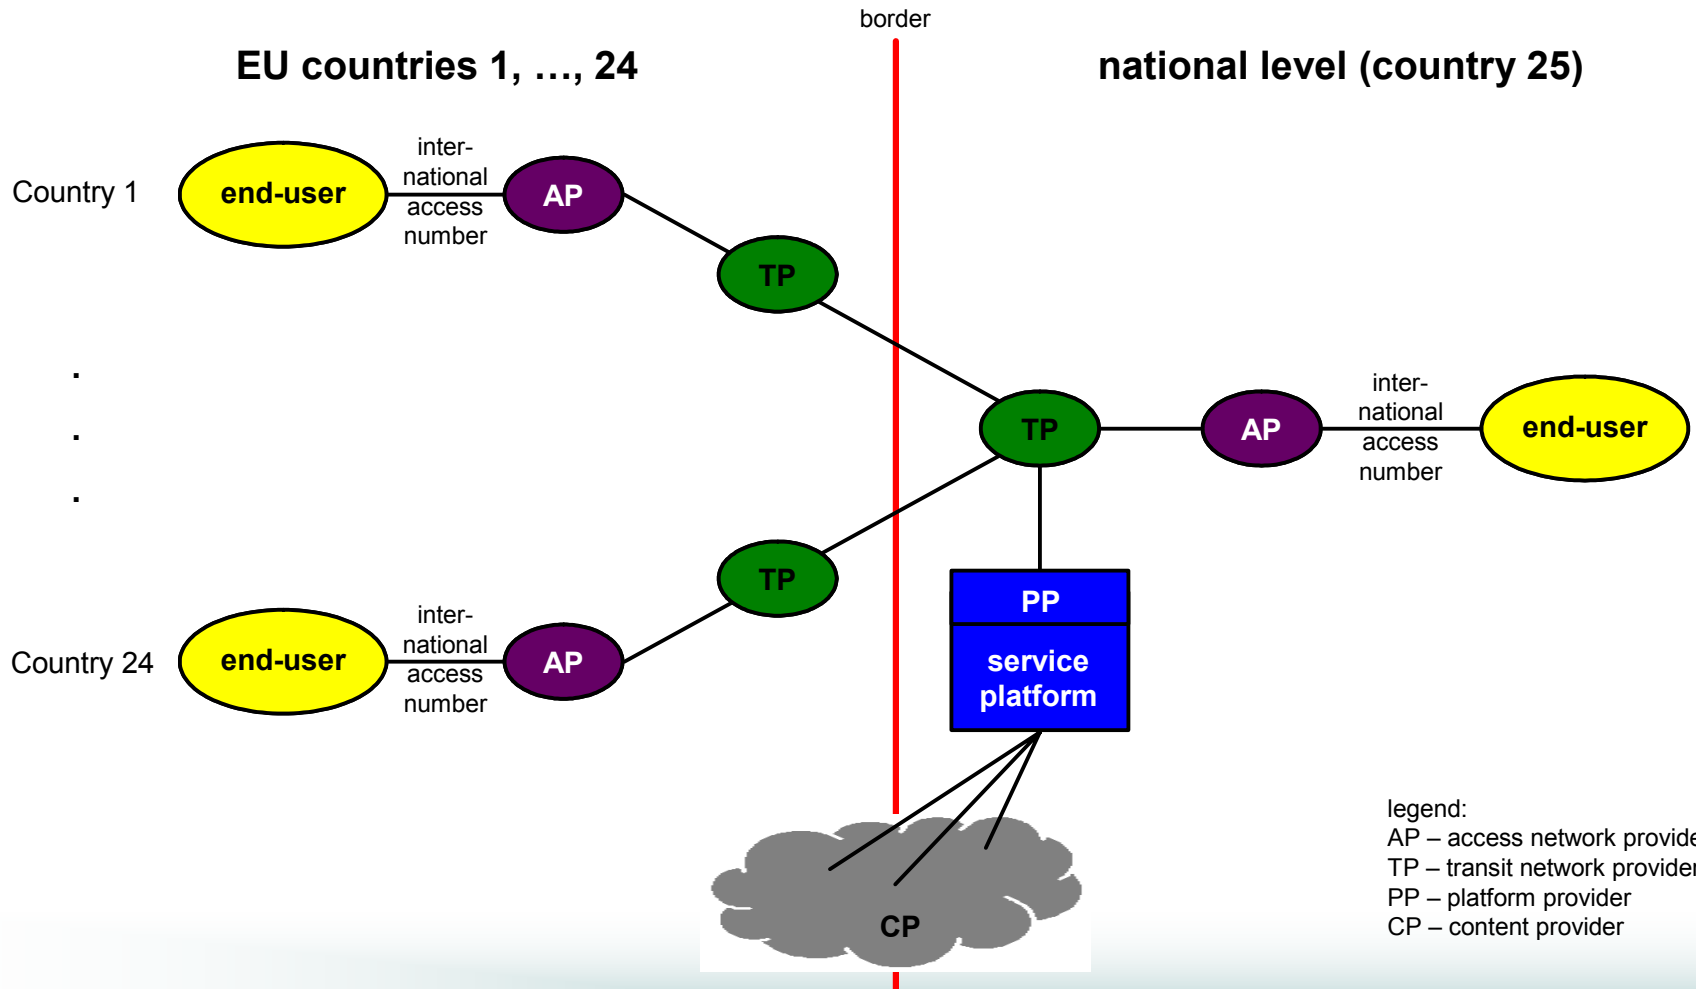 border
EU countries 1, …, 24
national level (country 25)
Country 1
end-user
inter-
national
access
number
AP
TP
.
.
.
TP
AP
inter-
national
access
number
end-user
TP
Country 24
end-user
inter-
national
access
number
AP
PP
service
platform
CP
legend:
AP – access network provide
TP – transit network provider
PP – platform provider
CP – content provider